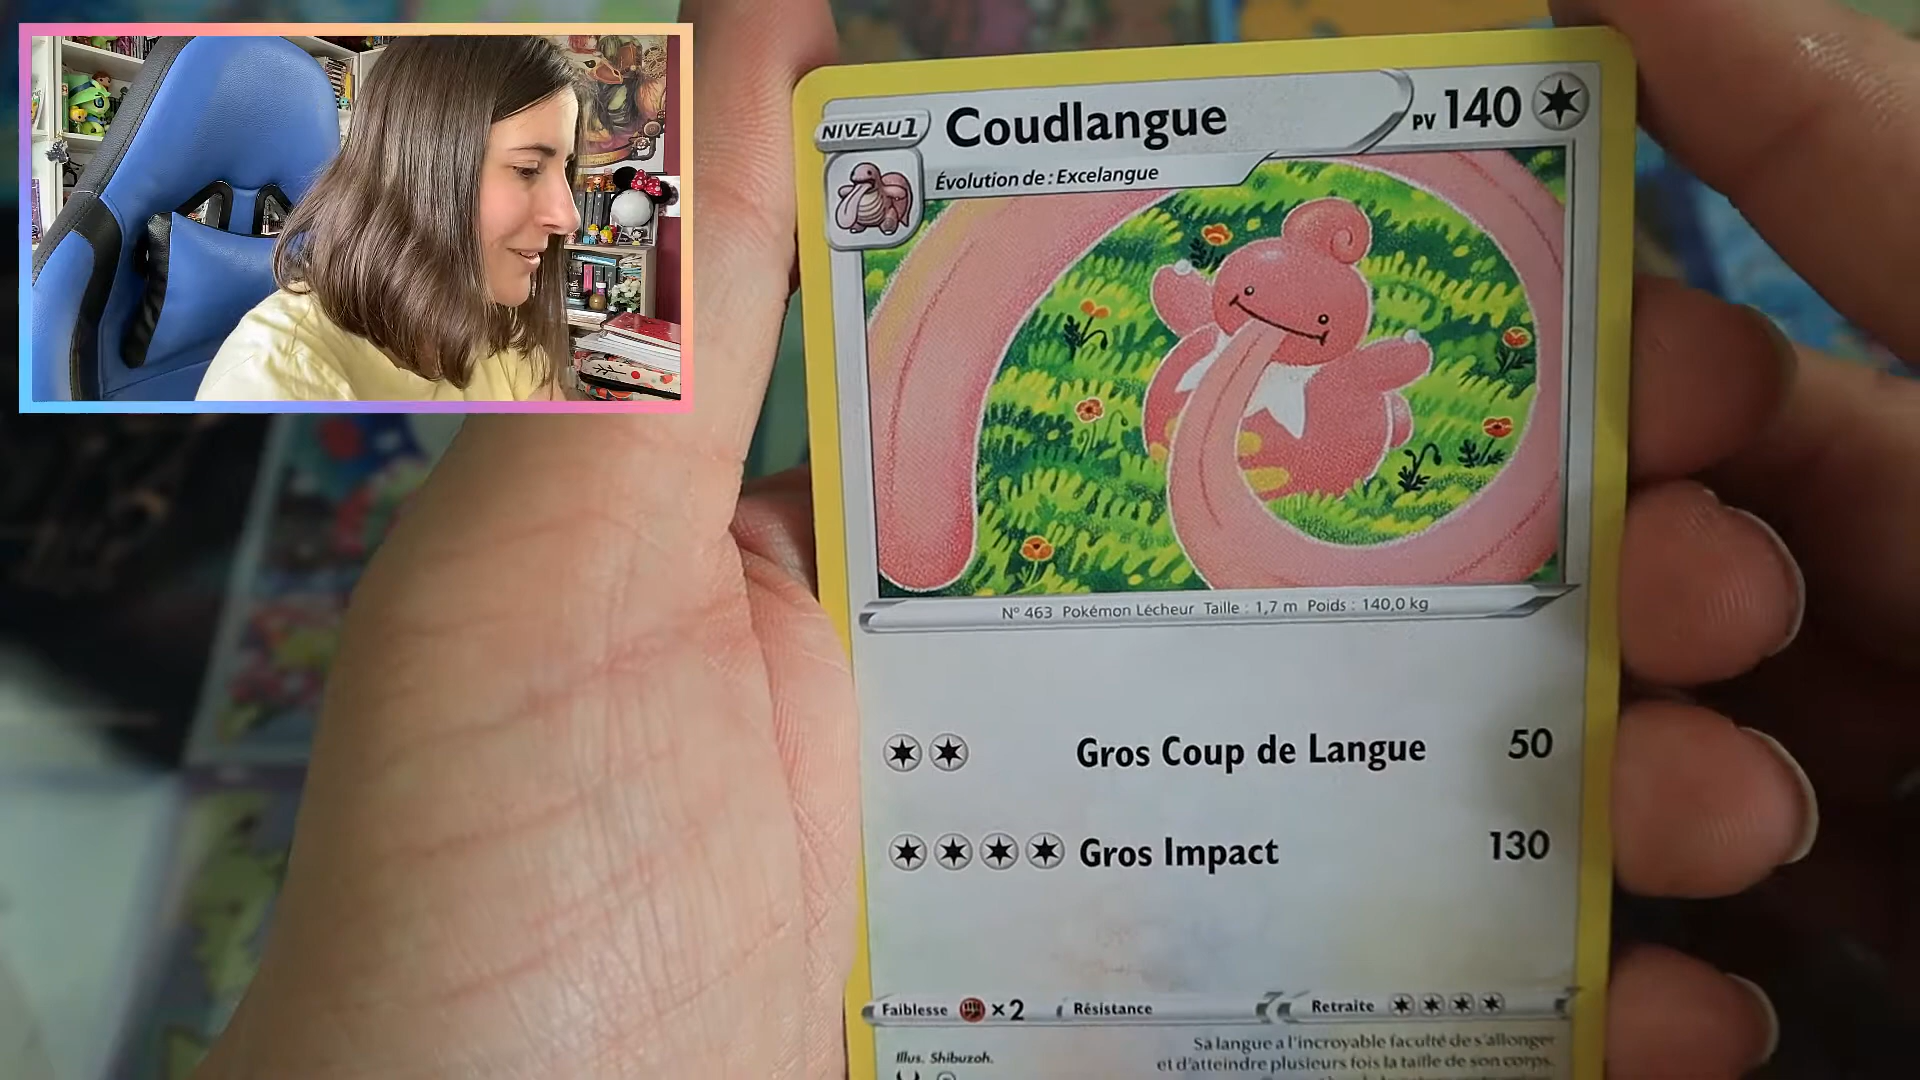 NIVEAU 1
Coudlangue
PV 140
Évolution de : Excelangue
N° 463 Pokémon Lécheur Taille : 1,7 m Poids : 140,0 kg
Gros Coup de Langue 50
Gros Impact 130
Faiblesse ×2 Résistance Retraite
Illus. Shibuzoh.
Sa langue a l'incroyable faculté de s'allonger
et d'atteindre plusieurs fois la taille de son corps.